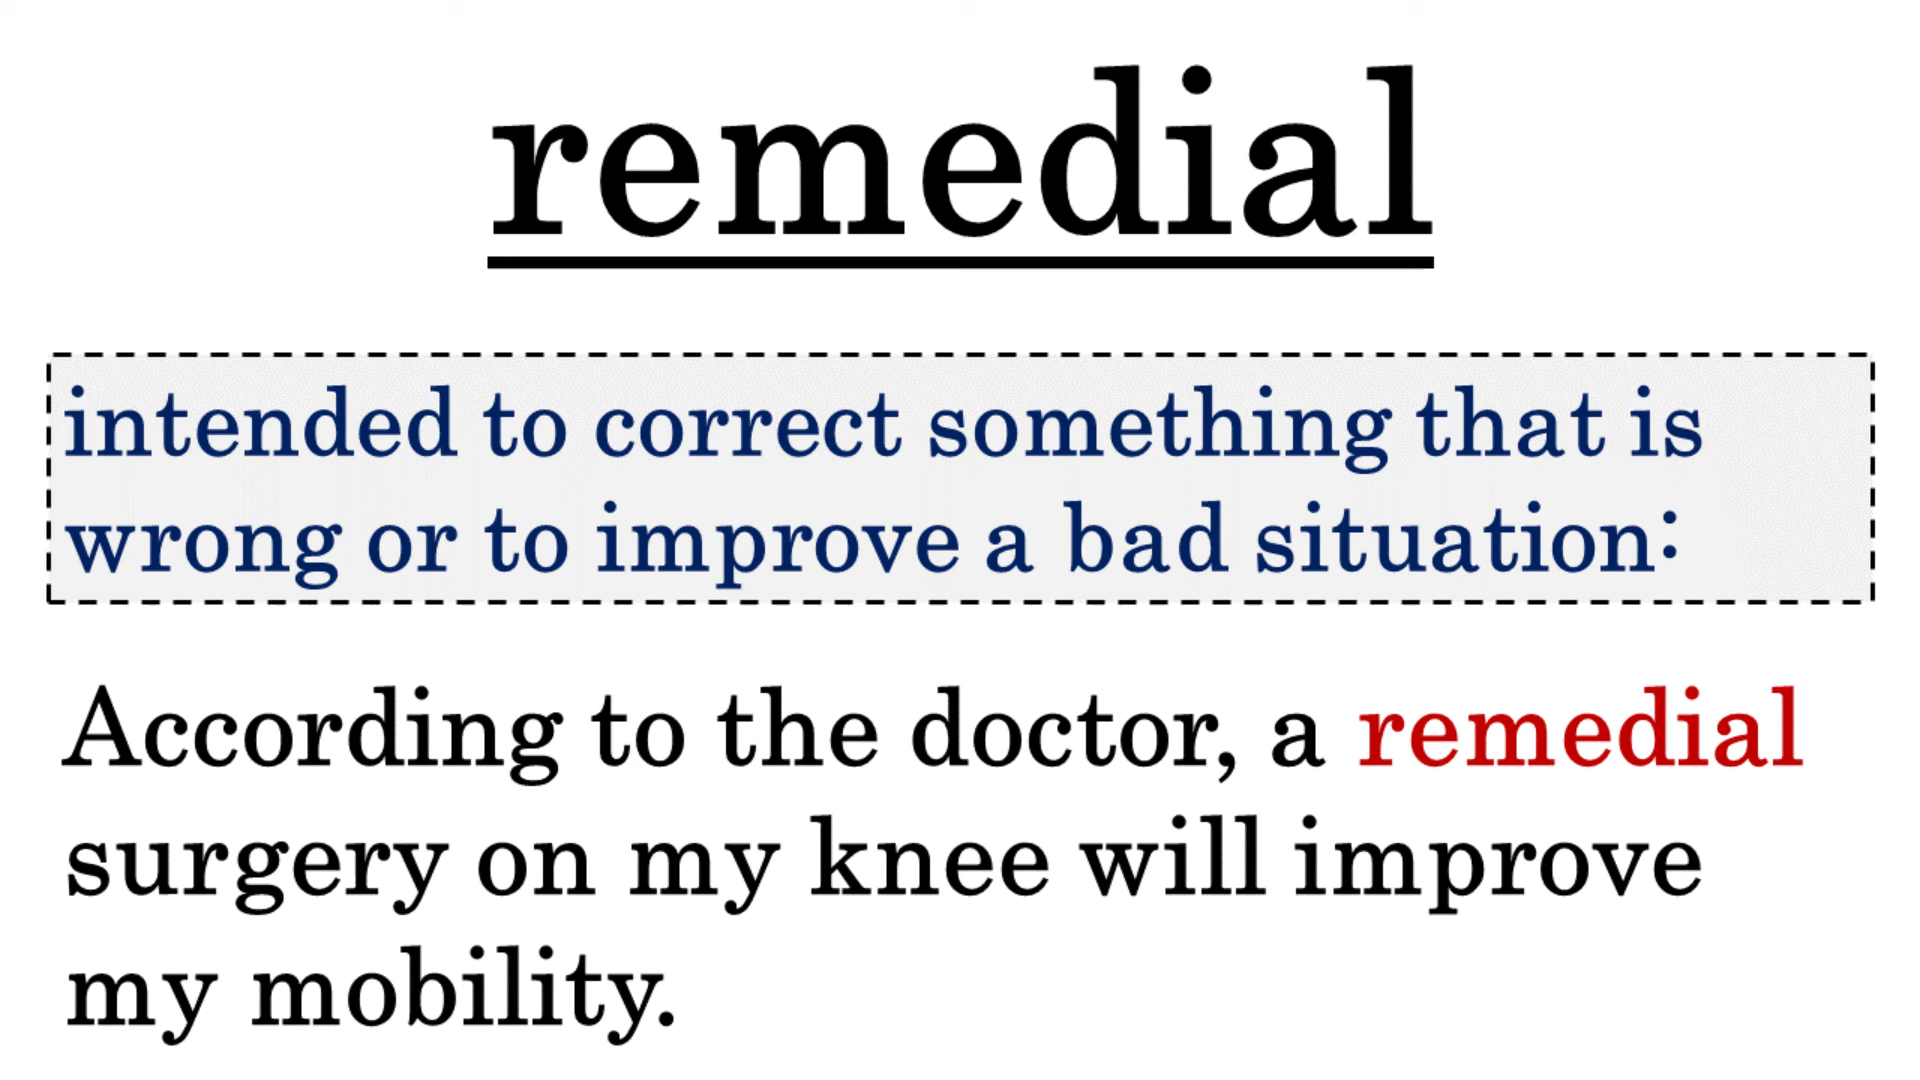 remedial
intended to correct something that is
wrong or to improve a bad situation:
According to the doctor, a remedial
surgery on my knee will improve
my mobility.